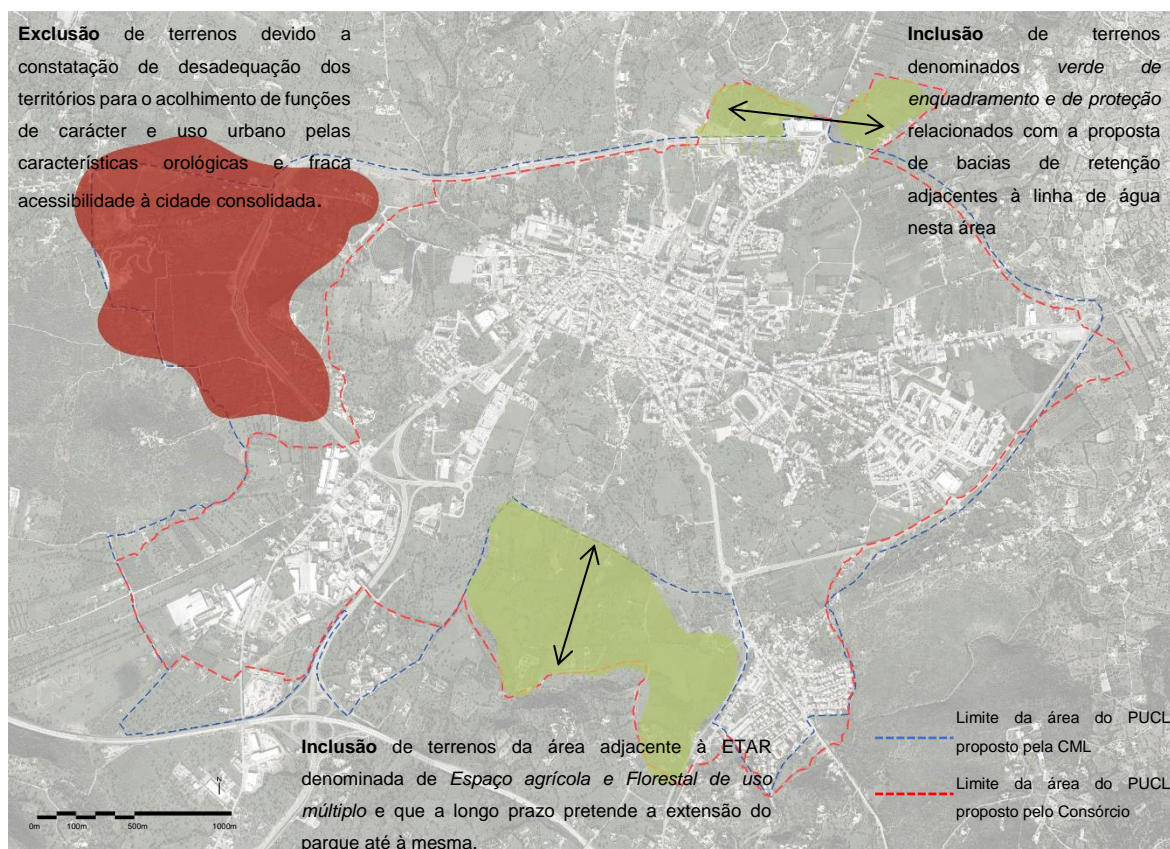 Exclusão de terrenos devido a
constatação de desadequação dos
territórios para o acolhimento de funções
de carácter e uso urbano pelas
características orológicas e fraca
acessibilidade à cidade consolidada.
Inclusão de terrenos
denominados verde de
enquadramento e de proteção
relacionados com a proposta
de bacias de retenção
adjacentes à linha de água
nesta área
Inclusão de terrenos da área adjacente à ETAR
denominada de Espaço agrícola e Florestal de uso
múltiplo e que a longo prazo pretende a extensão do
parque até à mesma.
Limite da área do PUCL
proposto pela CML
Limite da área do PUCL
proposto pelo Consórcio
N
0m 100m 500m 1000m